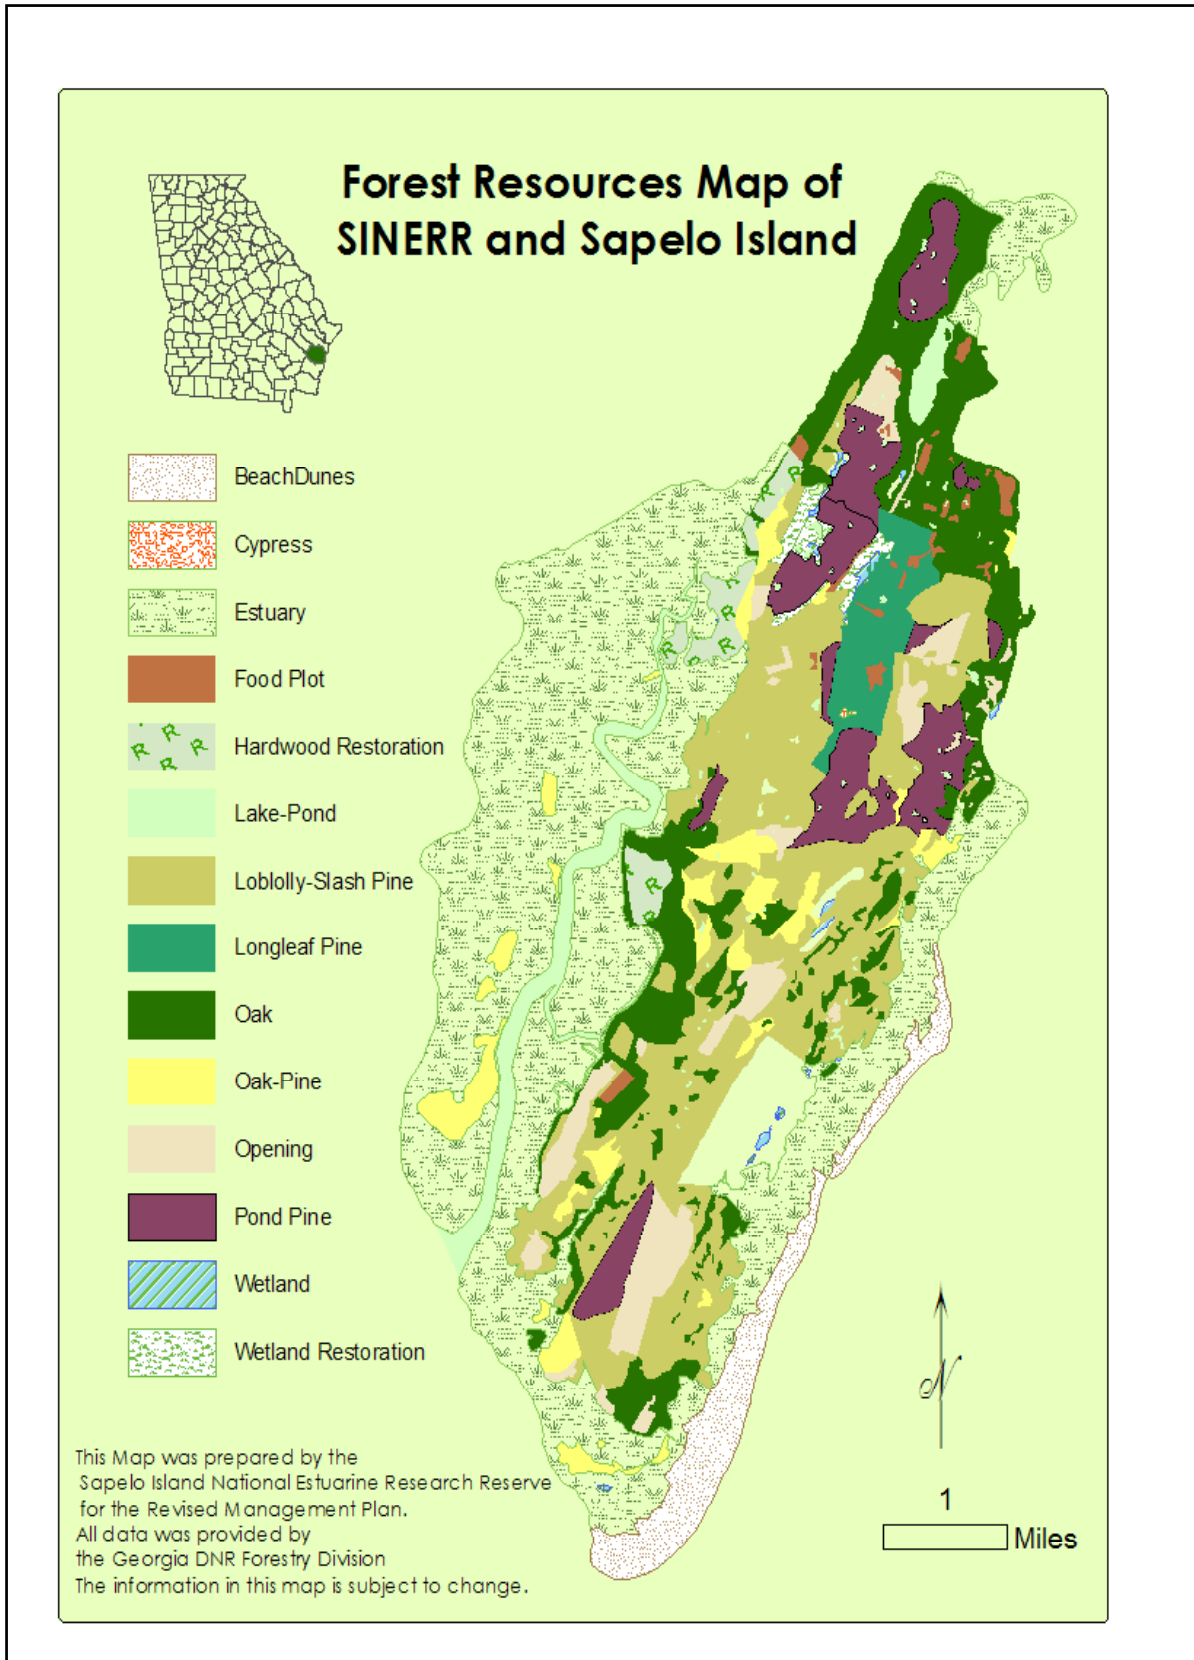 Forest Resources Map of
SINERR and Sapelo Island
BeachDunes
Cypress
Estuary
Food Plot
Hardwood Restoration
Lake-Pond
Loblolly-Slash Pine
Longleaf Pine
Oak
Oak-Pine
Opening
Pond Pine
Wetland
Wetland Restoration
R R R R
R
R
R
R
R
R
R
R
R
N
1
Miles
This Map was prepared by the
Sapelo Island National Estuarine Research Reserve
for the Revised Management Plan.
All data was provided by
the Georgia DNR Forestry Division
The information in this map is subject to change.